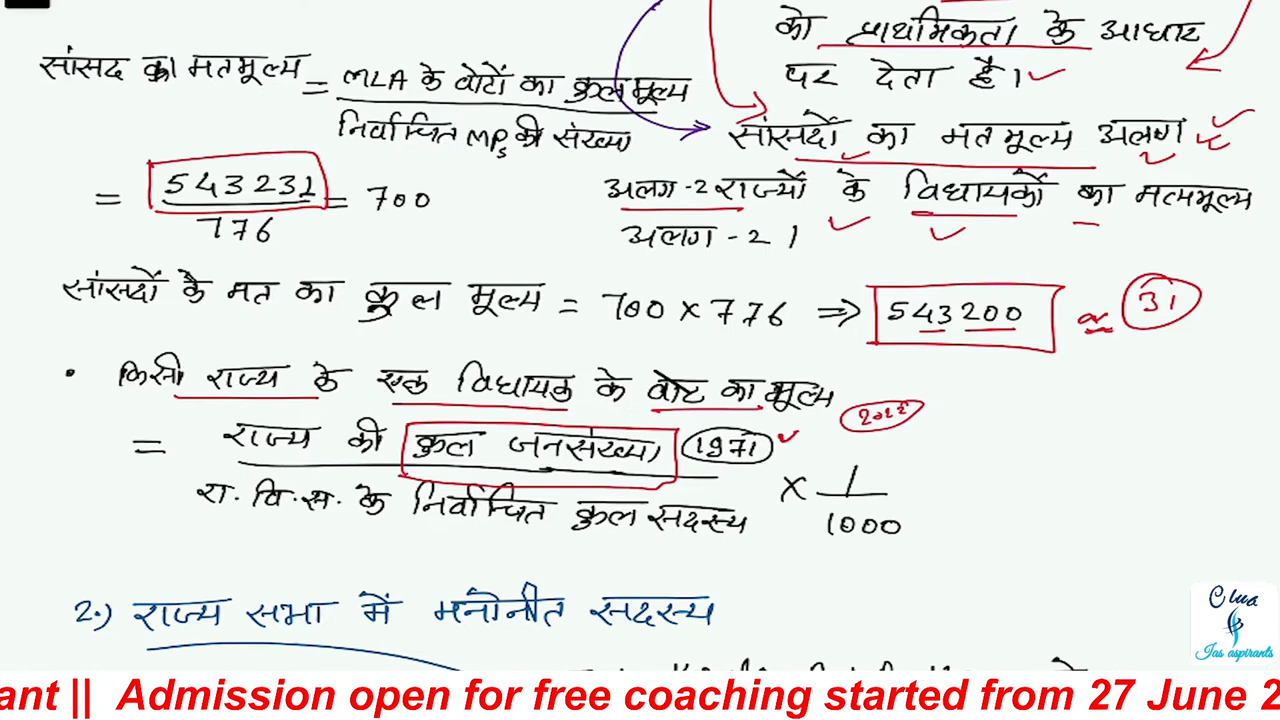 को प्राथमिकता के आधार
पर देता है।
सांसद का मतमूल्य = MLA के वोटों का कुल मूल्य
निर्वाचित MPs की संख्या
सांसदों का मतमूल्य अलग
अलग-2 राज्यों के विधायकों का मतमूल्य
अलग-2।
= 543231 = 700
776
सांसदों के मत का कुल मूल्य = 700 × 776 ⇒ 543200 ~ 31
• किसी राज्य के एक विधायक के वोट का मूल्य
= राज्य की कुल जनसंख्या (1971)
रा. वि. स. के निर्वाचित कुल सदस्य × 1
1000
2.) राज्य सभा में मनोनीत सदस्य
Jas aspirants
ant || Admission open for free coaching started from 27 June 2